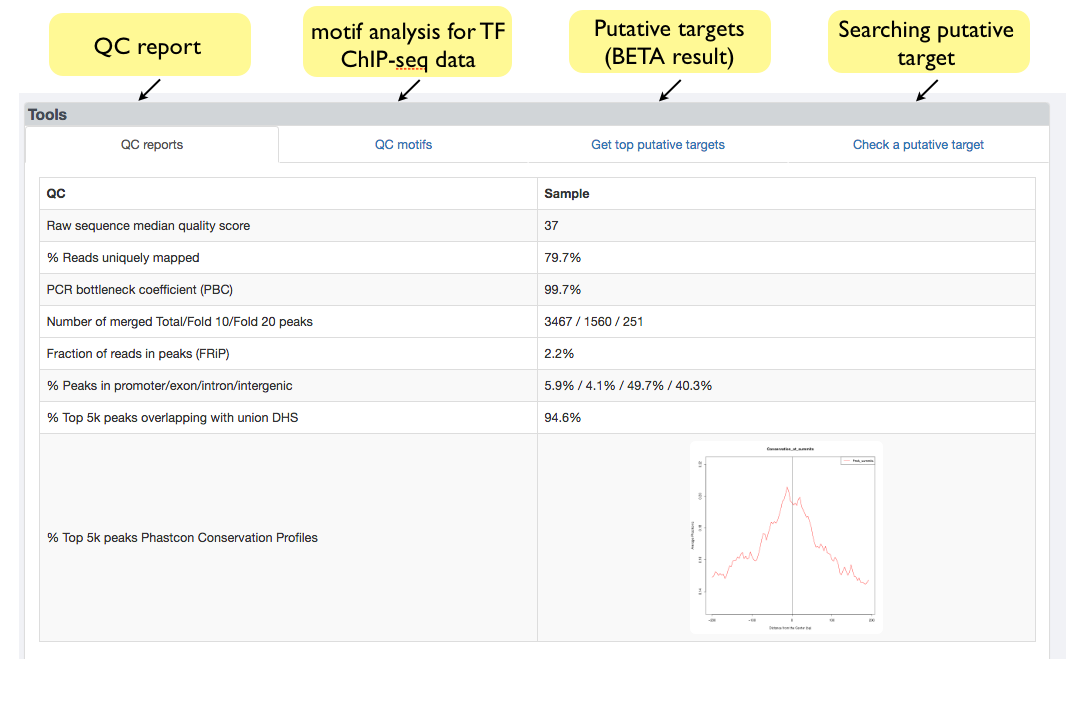 QC report
motif analysis for TF
ChIP-seq data
Putative targets
(BETA result)
Searching putative
target
Tools
QC reports
QC motifs
Get top putative targets
Check a putative target
QC
Sample
Raw sequence median quality score
37
% Reads uniquely mapped
79.7%
PCR bottleneck coefficient (PBC)
99.7%
Number of merged Total/Fold 10/Fold 20 peaks
3467 / 1560 / 251
Fraction of reads in peaks (FRiP)
2.2%
% Peaks in promoter/exon/intron/intergenic
5.9% / 4.1% / 49.7% / 40.3%
% Top 5k peaks overlapping with union DHS
94.6%
% Top 5k peaks Phastcon Conservation Profiles
Conservation_at_summits